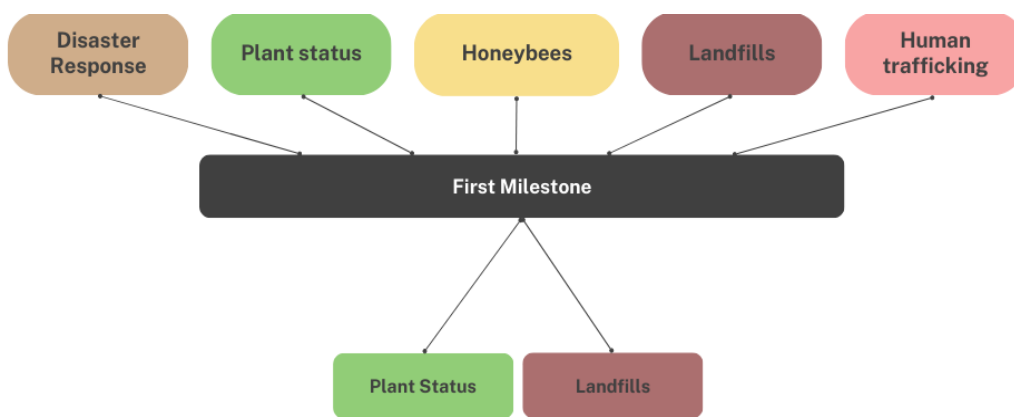 Disaster
Response
Plant status
Honeybees
Landfills
Human
trafficking
First Milestone
Plant Status
Landfills